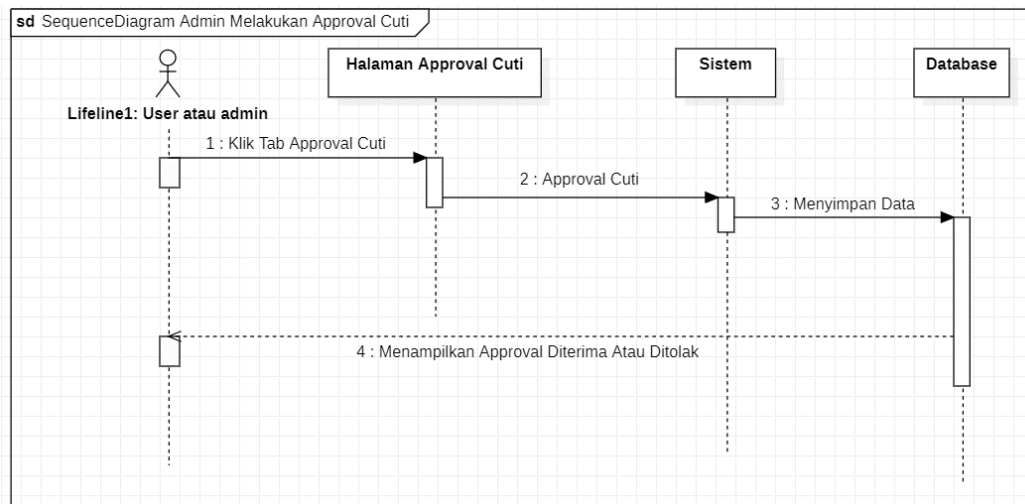 sd SequenceDiagram Admin Melakukan Approval Cuti
Halaman Approval Cuti
Sistem
Database
Lifeline1: User atau admin
1 : Klik Tab Approval Cuti
2 : Approval Cuti
3 : Menyimpan Data
4 : Menampilkan Approval Diterima Atau Ditolak